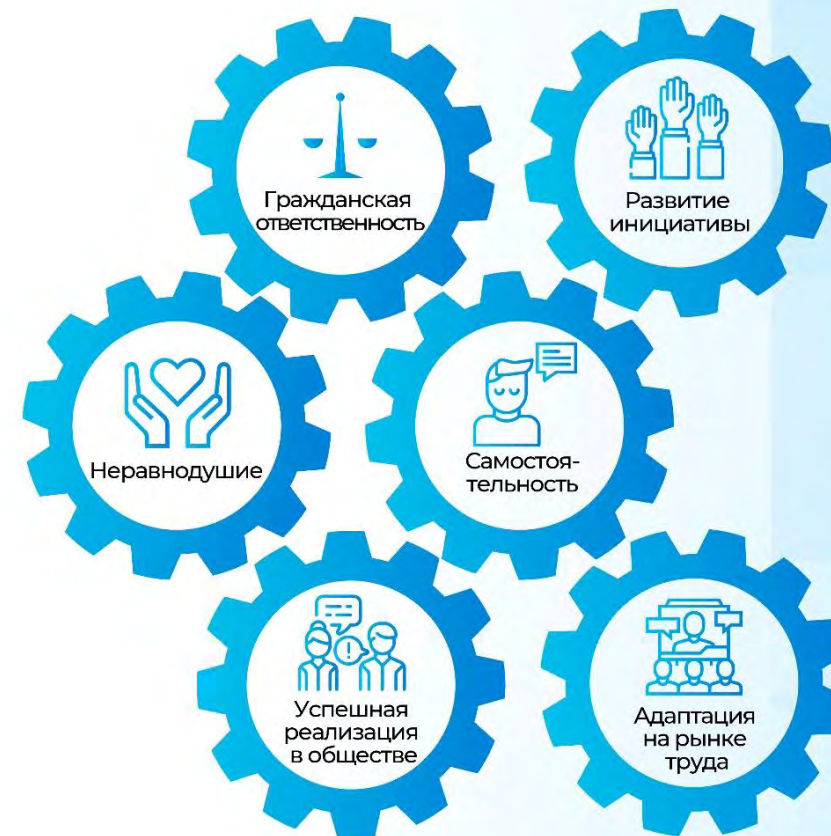 Гражданская
ответственность
Развитие
инициативы
Неравнодушие
Самостоя-
тельность
Успешная
реализация
в обществе
Адаптация
на рынке
труда